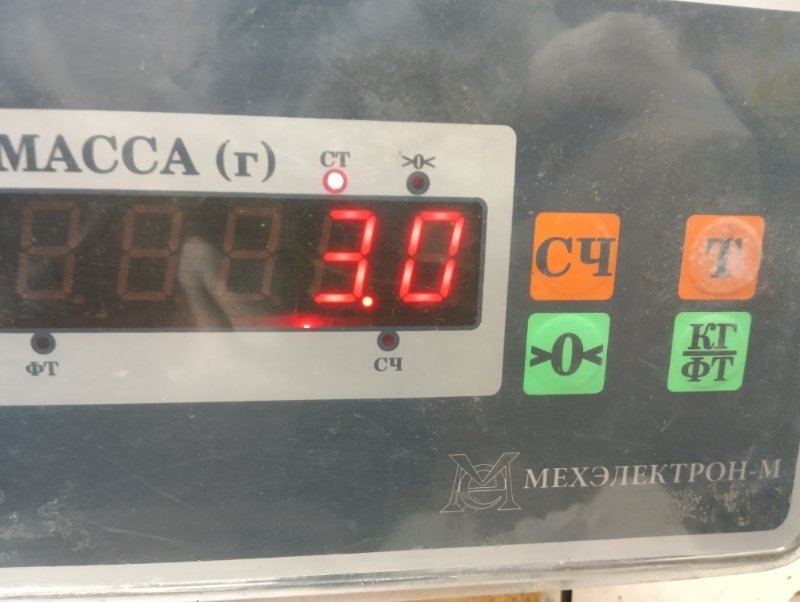 МАССА (г)
СТ
>0<
3.0
ФТ
СЧ
СЧ
Т
>0<
КГ
ФТ
МЕХЭЛЕКТРОН-М